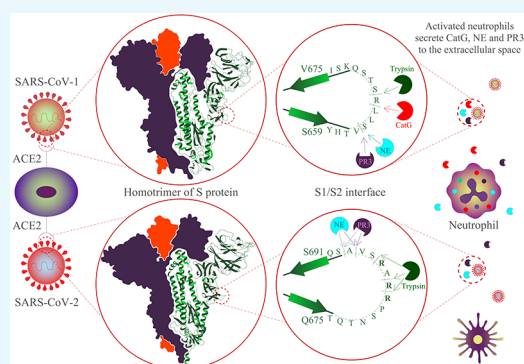 Activated neutrophils
secrete CatG, NE and PR3
to the extracellular space
SARS-CoV-1
V675 I S K Q S T S R L L
Trypsin
CatG
S659 Y H T V S
NE
PR3
ACE2
Homotrimer of S protein
S1/S2 interface
Neutrophil
ACE2
NE
PR3
S691 Q S A V S R A R R
Trypsin
Q675 T Q T N S P
SARS-CoV-2